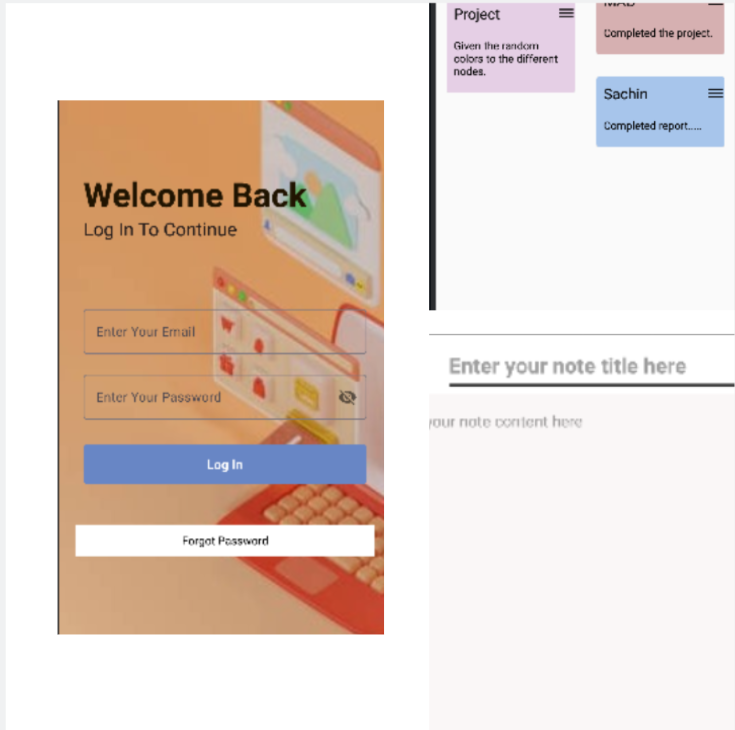 Welcome Back
Log In To Continue
Enter Your Email
Enter Your Password
Log In
Forgot Password
Project
Given the random
colors to the different
nodes.
MAD
Completed the project.
Sachin
Completed report.....
Enter your note title here
your note content here